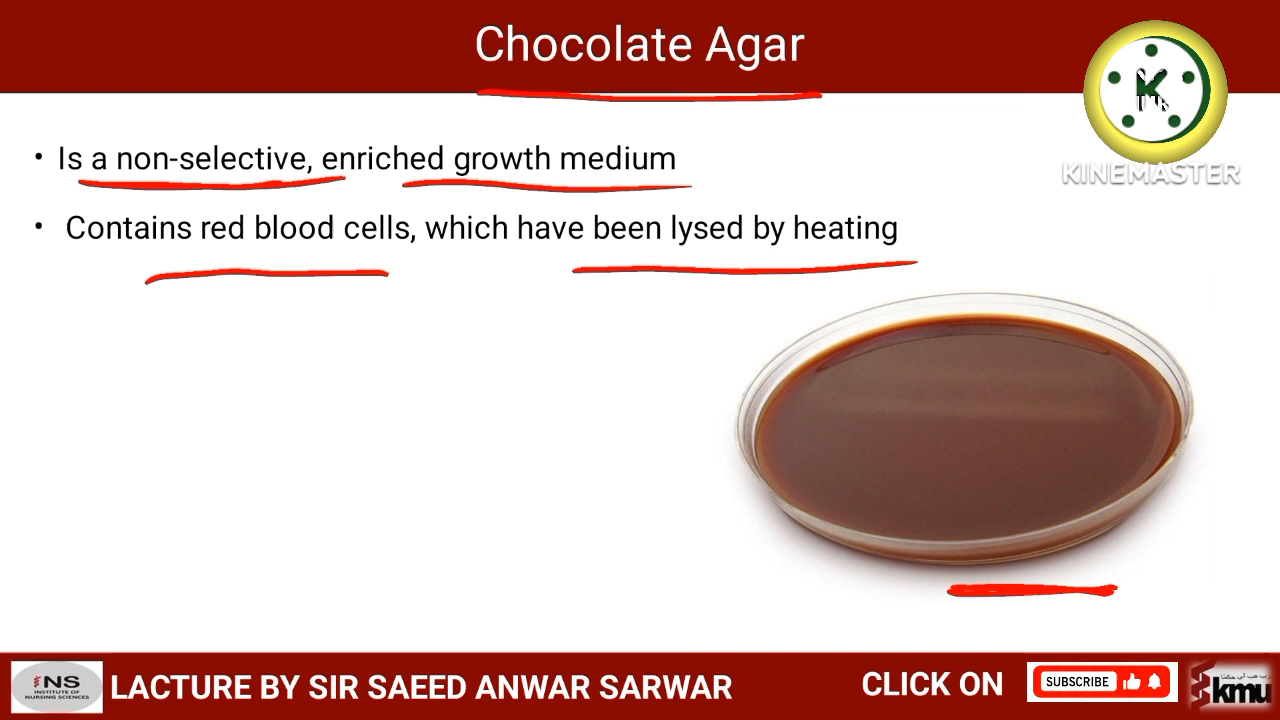 Chocolate Agar
K
KINEMASTER
• Is a non-selective, enriched growth medium
• Contains red blood cells, which have been lysed by heating
INS
INSTITUTE OF
NURSING SCIENCES
LACTURE BY SIR SAEED ANWAR SARWAR
CLICK ON
SUBSCRIBE
kmu